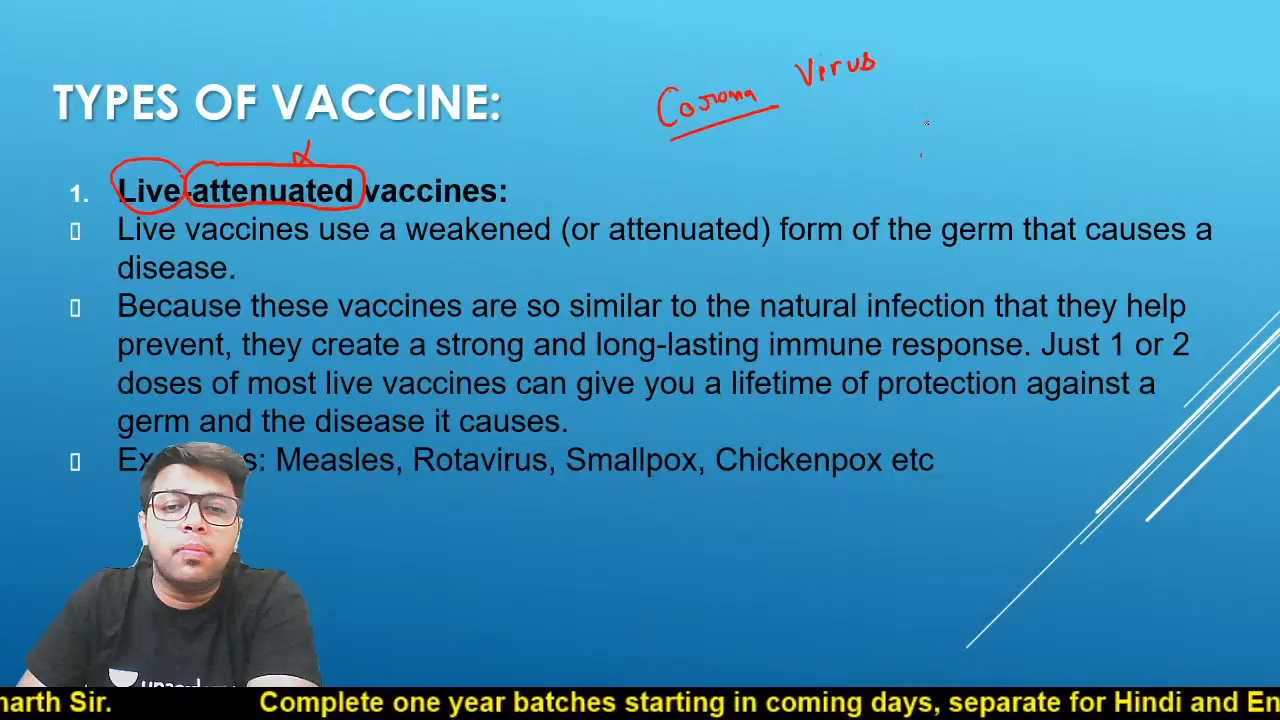 Corona Virus
TYPES OF VACCINE:
1. Live-attenuated vaccines:
Live vaccines use a weakened (or attenuated) form of the germ that causes a
disease.
Because these vaccines are so similar to the natural infection that they help
prevent, they create a strong and long-lasting immune response. Just 1 or 2
doses of most live vaccines can give you a lifetime of protection against a
germ and the disease it causes.
Measles, Rotavirus, Smallpox, Chickenpox etc
harth Sir. Complete one year batches starting in coming days, separate for Hindi and En